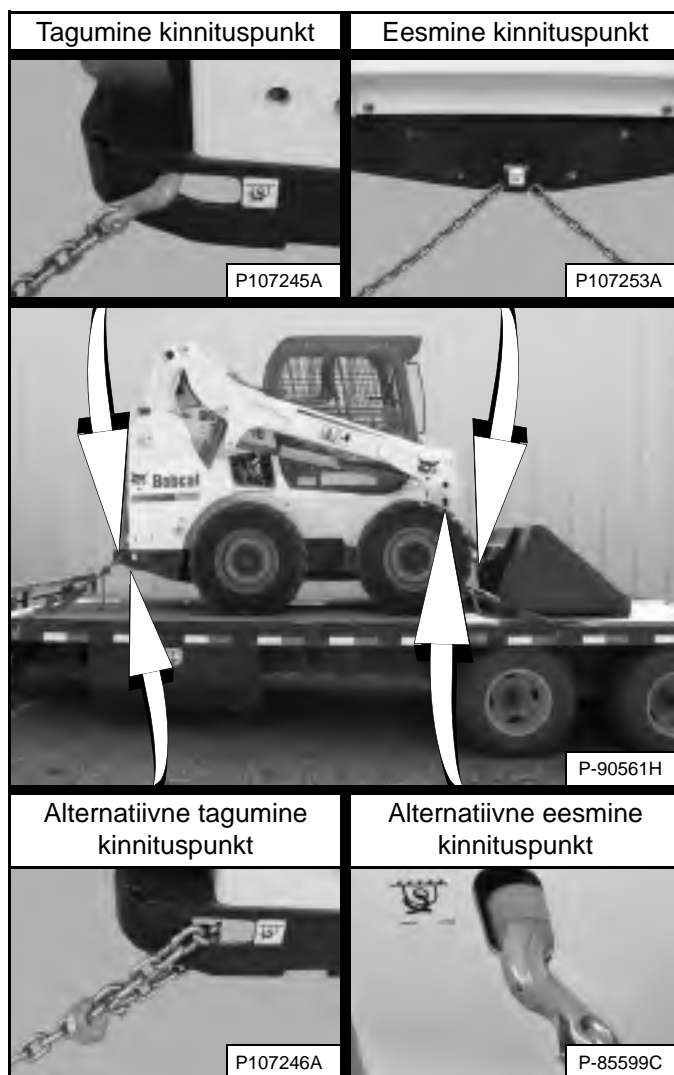 Tagumine kinnituspunkt
Eesmine kinnituspunkt
P107245A
P107253A
Bobcat
P-90561H
Alternatiivne tagumine
kinnituspunkt
Alternatiivne eesmine
kinnituspunkt
P107246A
P-85599C